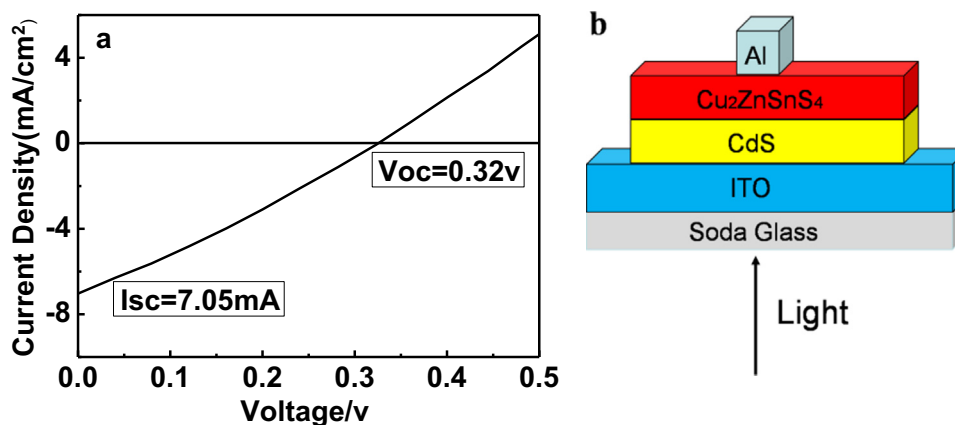 a
Current Density(mA/cm²)
4
0
-4
-8
Voc=0.32v
Isc=7.05mA
0.0 0.1 0.2 0.3 0.4 0.5
Voltage/v
b
Al
Cu₂ZnSnS₄
CdS
ITO
Soda Glass
Light